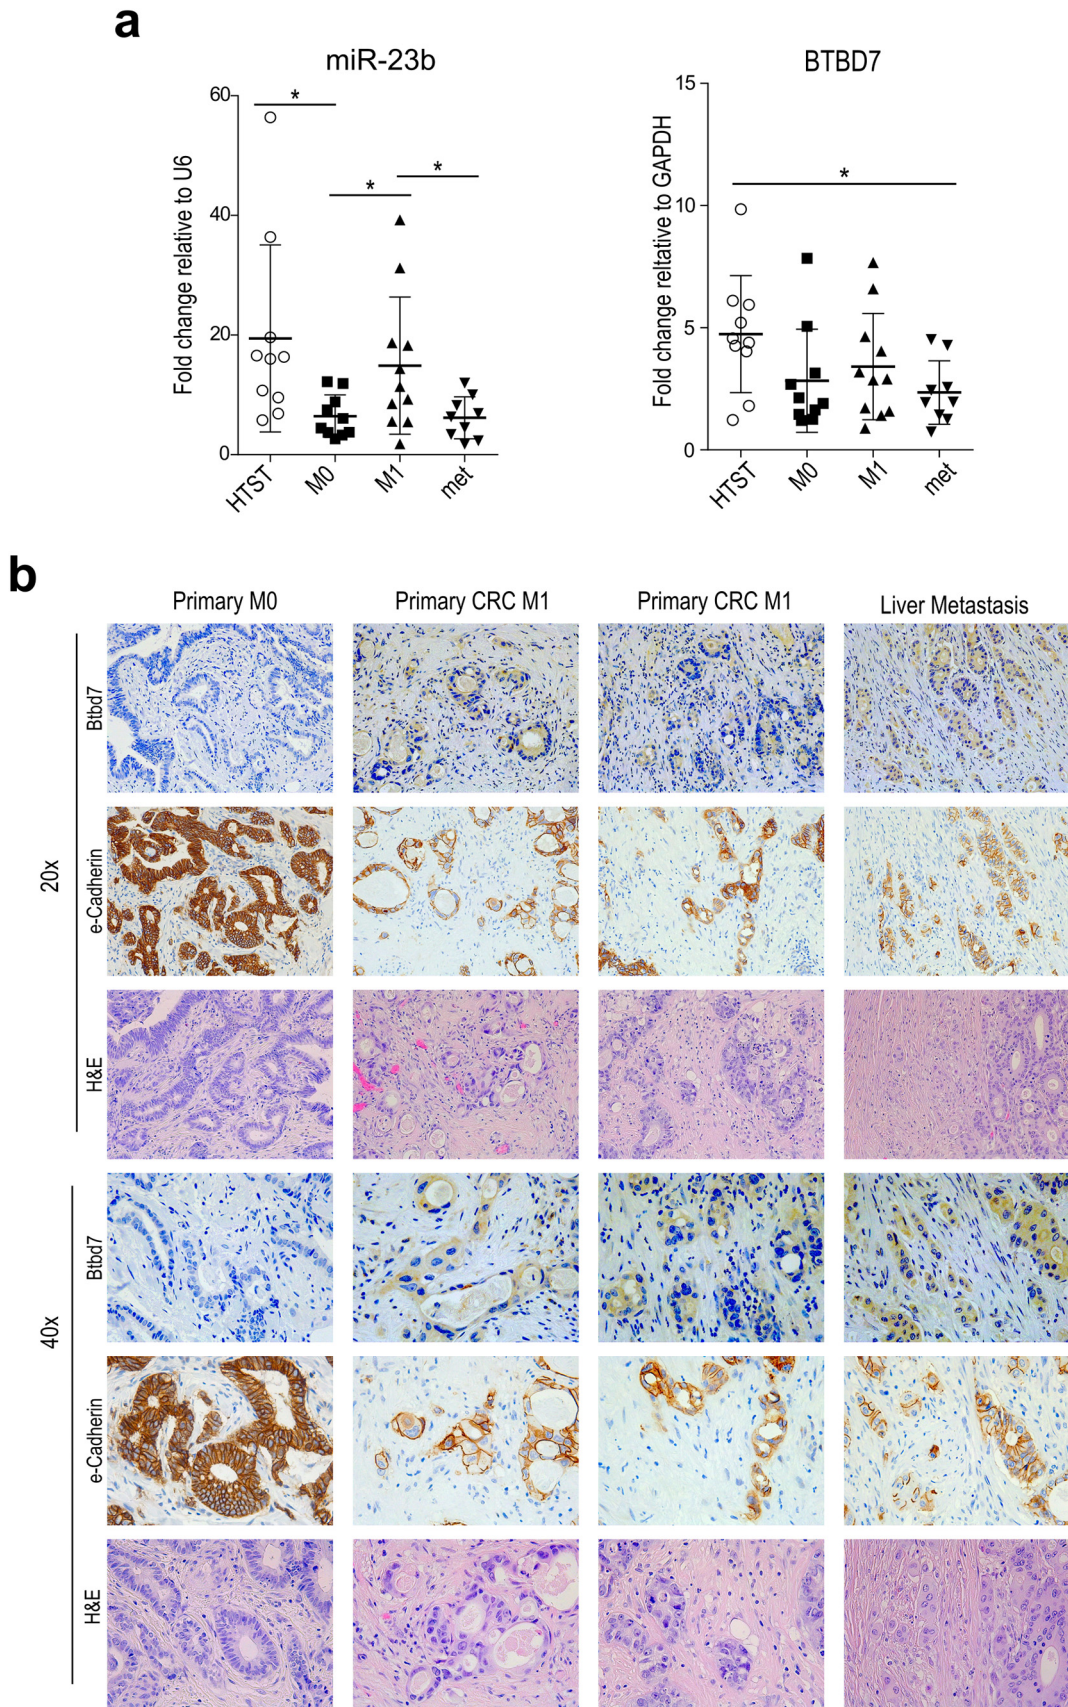 a
miR-23b
BTBD7
Fold change relative to U6
60
40
20
0
*
*
*
HTST
M0
M1
met
Fold change reltative to GAPDH
15
10
5
0
*
HTST
M0
M1
met
b
Primary M0
Primary CRC M1
Primary CRC M1
Liver Metastasis
20x
Btbd7
e-Cadherin
H&E
40x
Btbd7
e-Cadherin
H&E